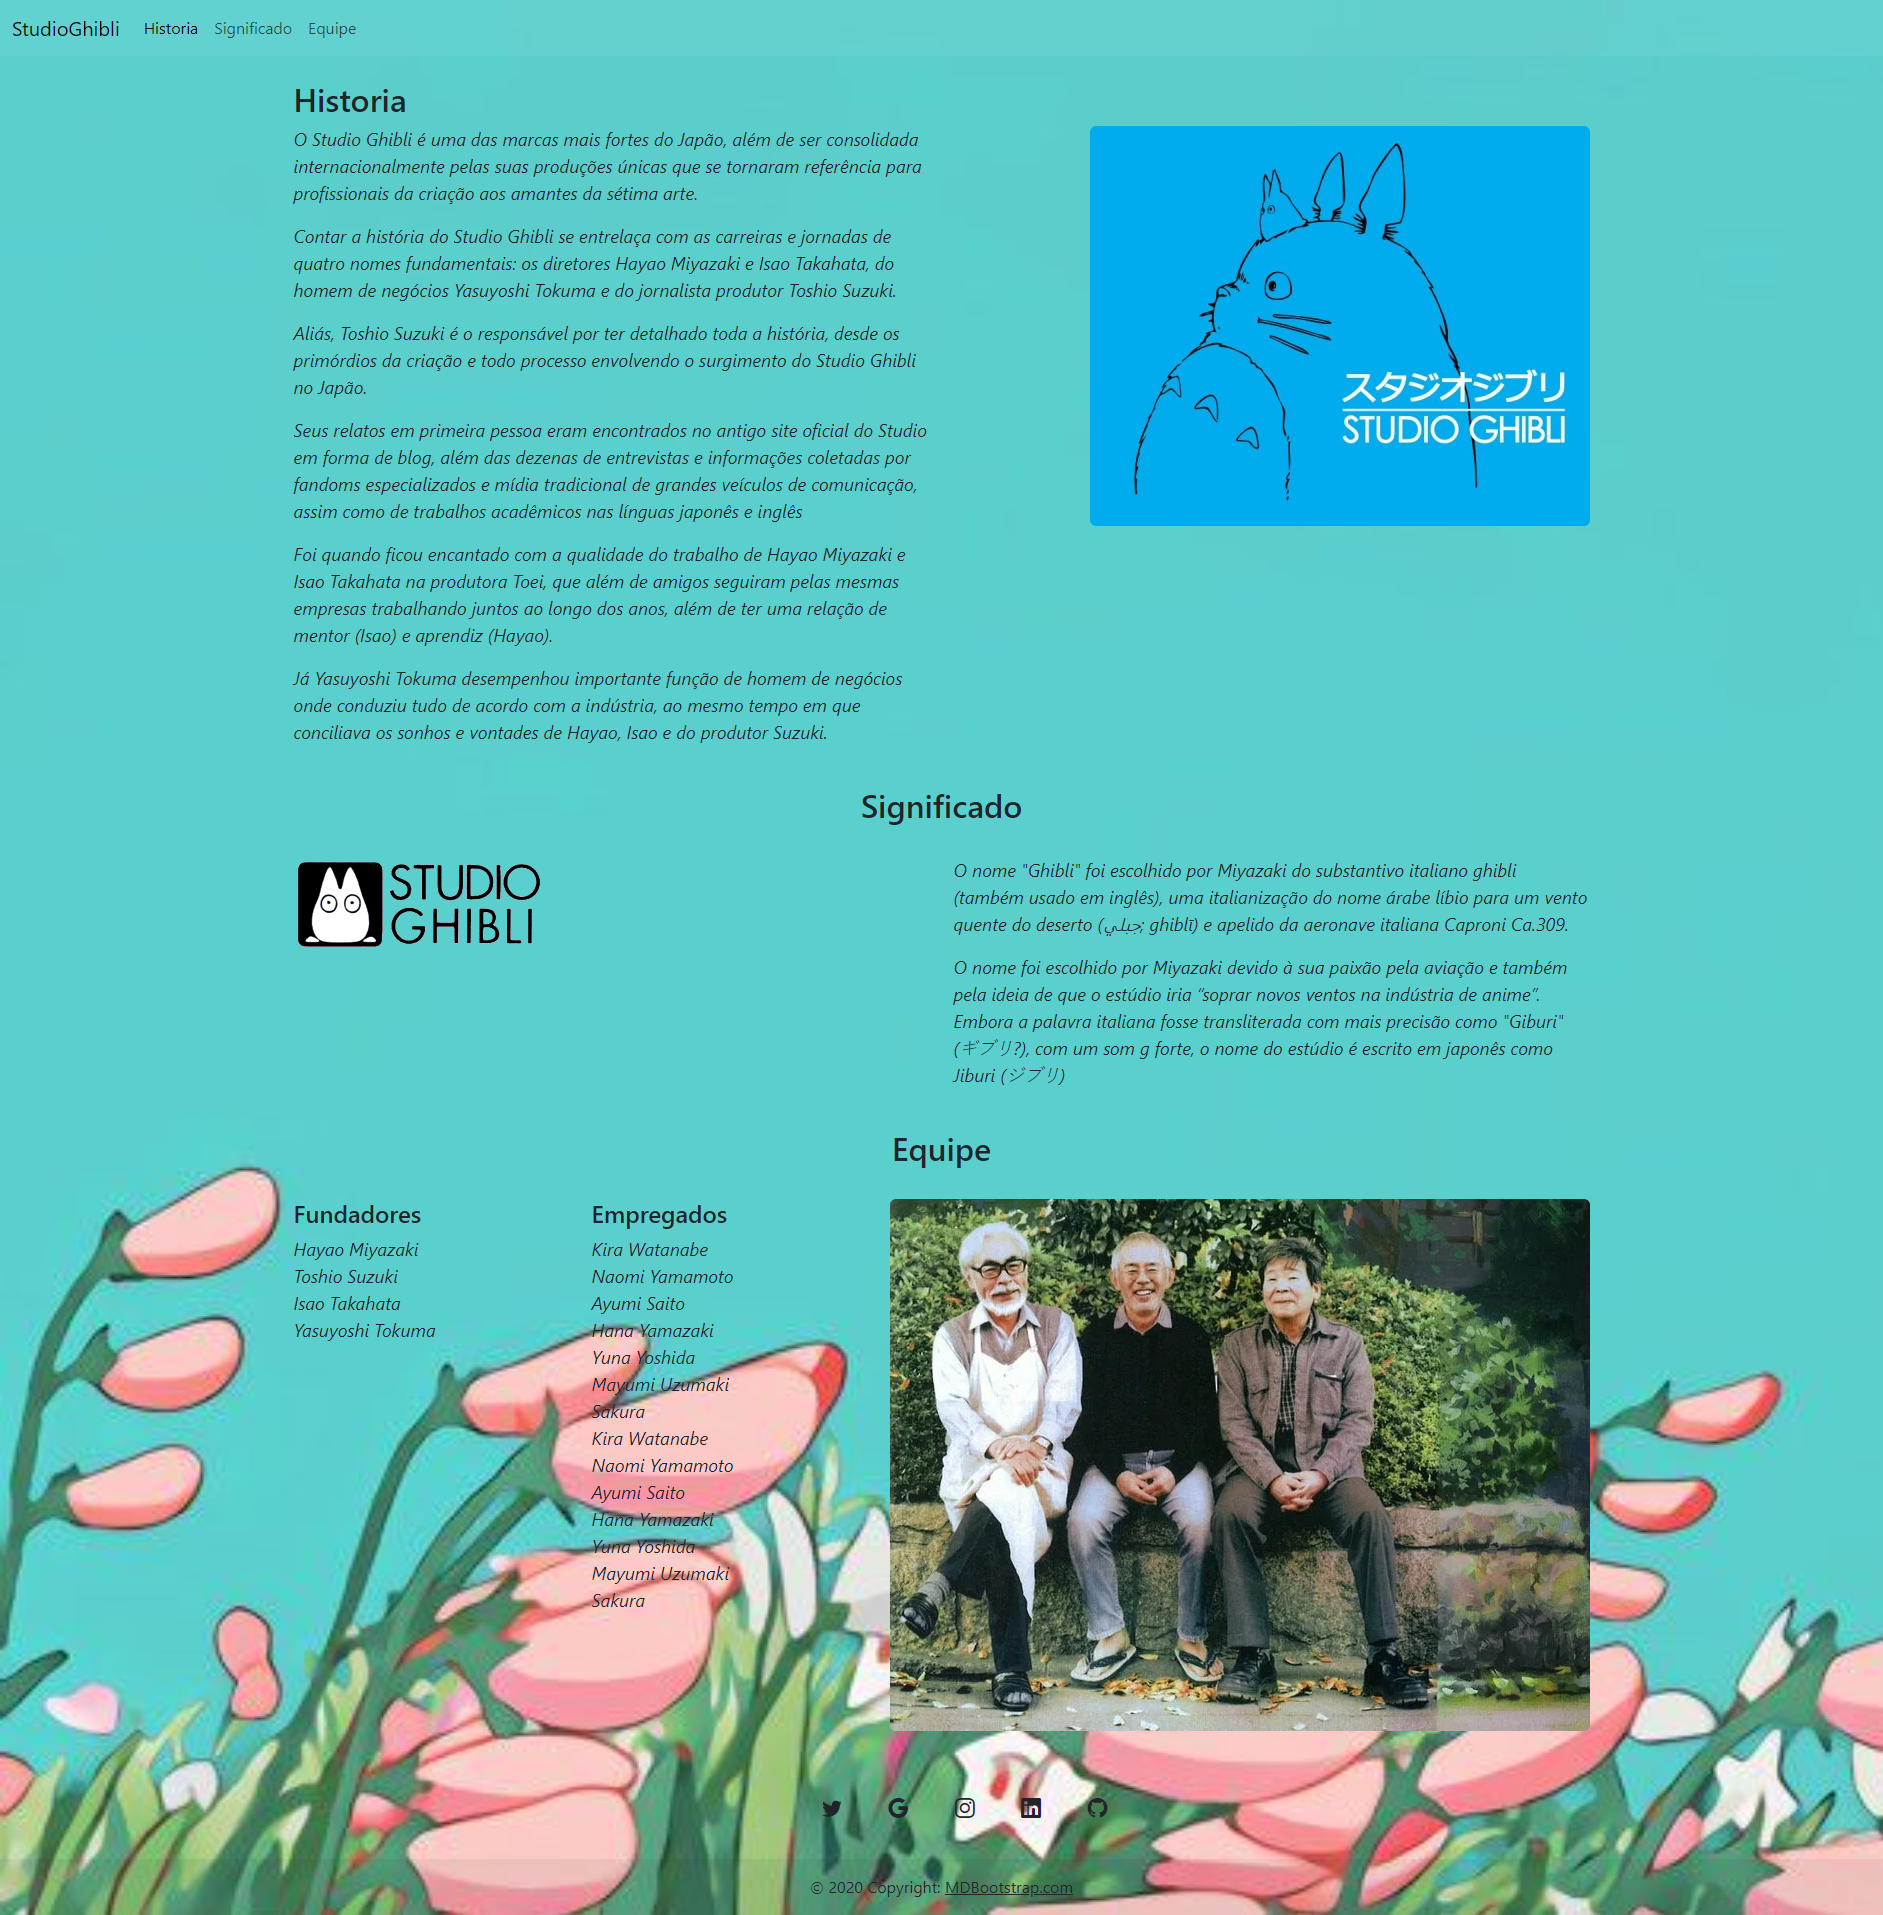 StudioGhibli Historia Significado Equipe
Historia
O Studio Ghibli é uma das marcas mais fortes do Japão, além de ser consolidada
internacionalmente pelas suas produções únicas que se tornaram referência para
profissionais da criação aos amantes da sétima arte.
Contar a história do Studio Ghibli se entrelaça com as carreiras e jornadas de
quatro nomes fundamentais: os diretores Hayao Miyazaki e Isao Takahata, do
homem de negócios Yasuyoshi Tokuma e do jornalista produtor Toshio Suzuki.
Aliás, Toshio Suzuki é o responsável por ter detalhado toda a história, desde os
primórdios da criação e todo processo envolvendo o surgimento do Studio Ghibli
no Japão.
Seus relatos em primeira pessoa eram encontrados no antigo site oficial do Studio
em forma de blog, além das dezenas de entrevistas e informações coletadas por
fandoms especializados e mídia tradicional de grandes veículos de comunicação,
assim como de trabalhos acadêmicos nas línguas japonês e inglês
Foi quando ficou encantado com a qualidade do trabalho de Hayao Miyazaki e
Isao Takahata na produtora Toei, que além de amigos seguiram pelas mesmas
empresas trabalhando juntos ao longo dos anos, além de ter uma relação de
mentor (Isao) e aprendiz (Hayao).
Já Yasuyoshi Tokuma desempenhou importante função de homem de negócios
onde conduziu tudo de acordo com a indústria, ao mesmo tempo em que
conciliava os sonhos e vontades de Hayao, Isao e do produtor Suzuki.
スタジオジブリ
STUDIO GHIBLI
Significado
STUDIO
GHIBLI
O nome "Ghibli" foi escolhido por Miyazaki do substantivo italiano ghibli
(também usado em inglês), uma italianização do nome árabe líbio para um vento
quente do deserto (جبلي; ghiblī) e apelido da aeronave italiana Caproni Ca.309.
O nome foi escolhido por Miyazaki devido à sua paixão pela aviação e também
pela ideia de que o estúdio iria “soprar novos ventos na indústria de anime”.
Embora a palavra italiana fosse transliterada com mais precisão como "Giburi"
(ギブリ?), com um som g forte, o nome do estúdio é escrito em japonês como
Jiburi (ジブリ)
Equipe
Fundadores
Hayao Miyazaki
Toshio Suzuki
Isao Takahata
Yasuyoshi Tokuma
Empregados
Kira Watanabe
Naomi Yamamoto
Ayumi Saito
Hana Yamazaki
Yuna Yoshida
Mayumi Uzumaki
Sakura
Kira Watanabe
Naomi Yamamoto
Ayumi Saito
Hana Yamazaki
Yuna Yoshida
Mayumi Uzumaki
Sakura
© 2020 Copyright: MDBootstrap.com